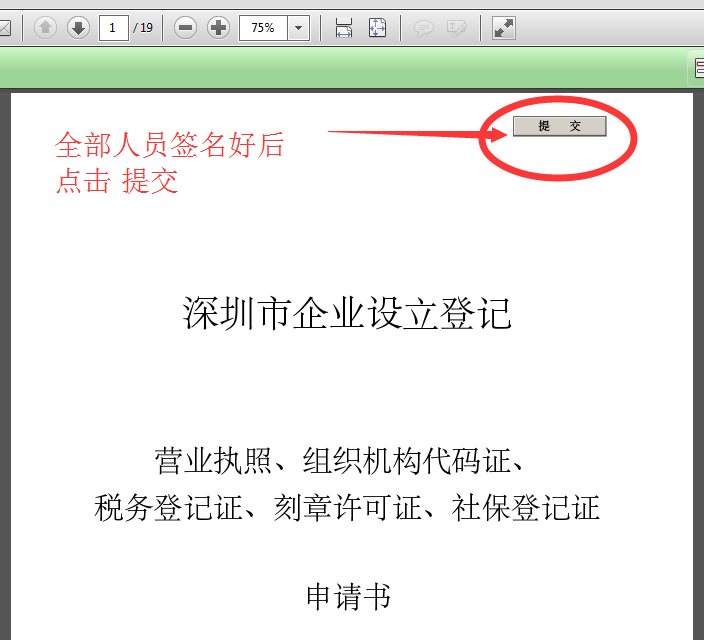 1 / 19 75%
提 交
全部人员签名好后
点击 提交
深圳市企业设立登记
营业执照、组织机构代码证、
税务登记证、刻章许可证、社保登记证
申请书